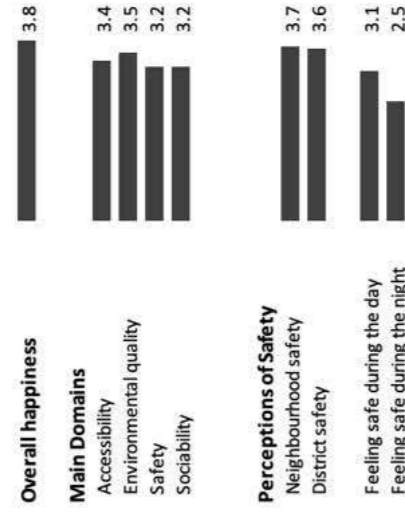 Overall happiness 3.8
Main Domains
Accessibility 3.4
Environmental quality 3.5
Safety 3.2
Sociability 3.2
Perceptions of Safety
Neighbourhood safety 3.7
District safety 3.6
Feeling safe during the day 3.1
Feeling safe during the night 2.5